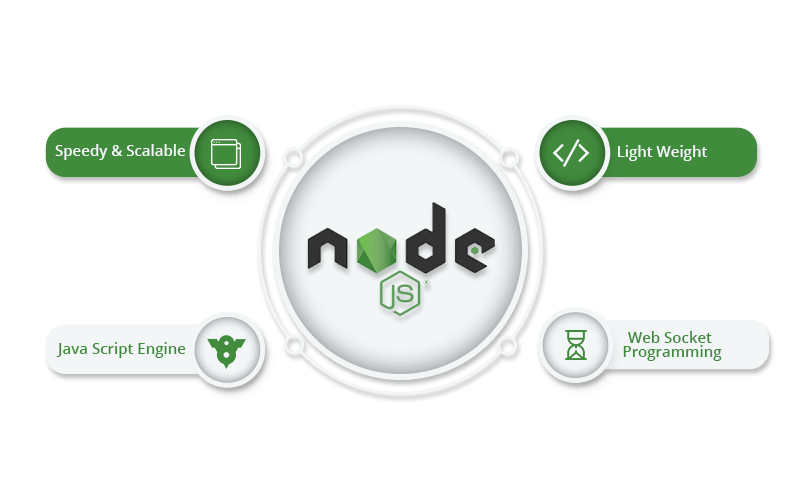 Speedy & Scalable
Light Weight
node
JS
Java Script Engine
Web Socket
Programming